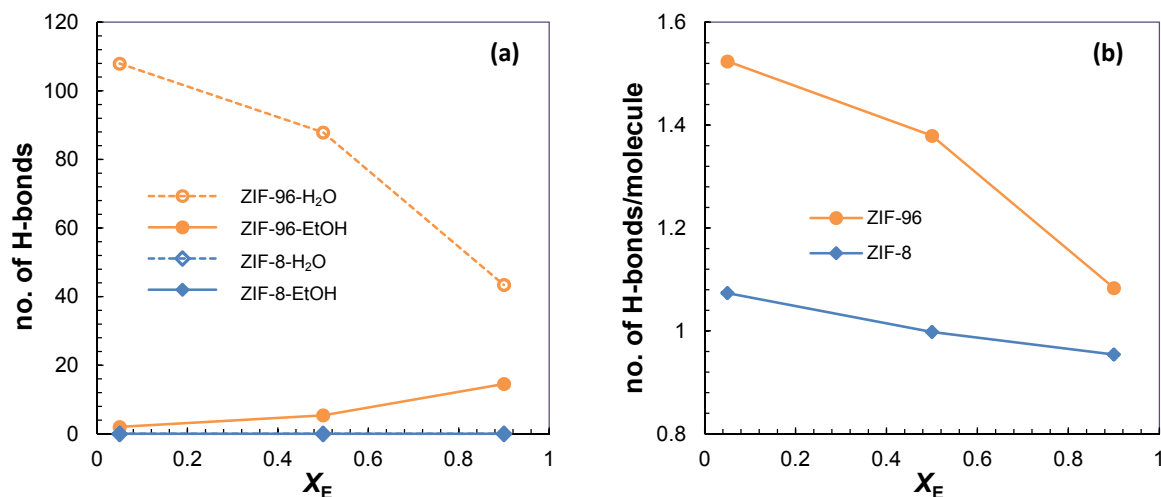 (a)
no. of H-bonds
120
100
80
60
40
20
0
ZIF-96-H₂O
ZIF-96-EtOH
ZIF-8-H₂O
ZIF-8-EtOH
0 0.2 0.4 0.6 0.8 1
X_E
(b)
no. of H-bonds/molecule
1.6
1.4
1.2
1
0.8
ZIF-96
ZIF-8
0 0.2 0.4 0.6 0.8 1
X_E